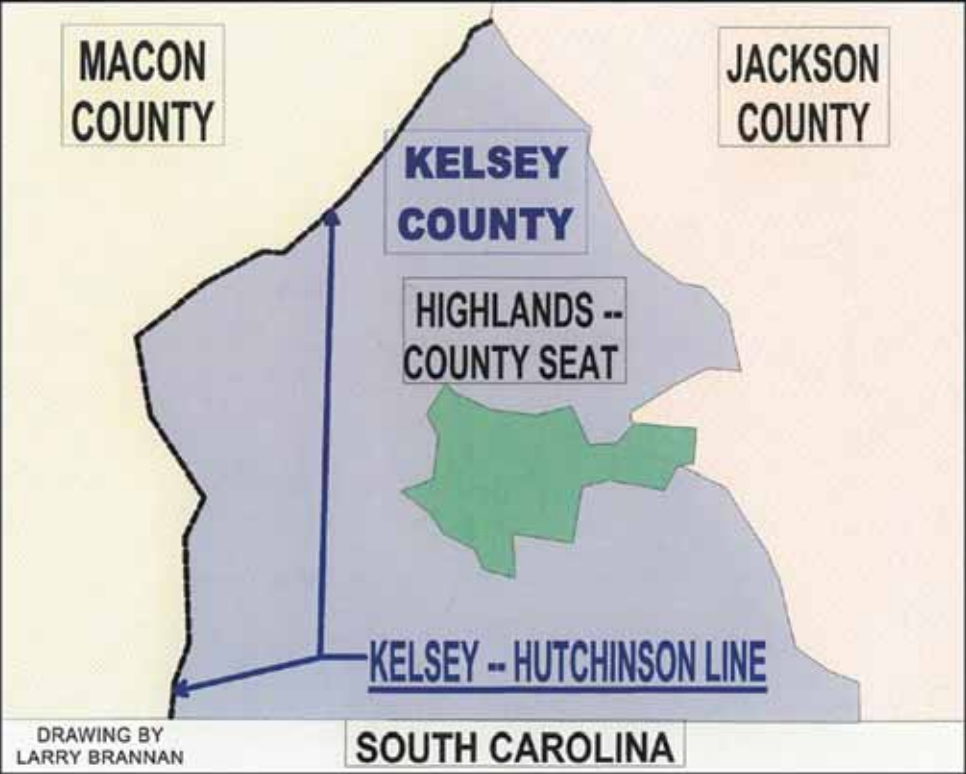 MACON
COUNTY
JACKSON
COUNTY
KELSEY
COUNTY
HIGHLANDS --
COUNTY SEAT
KELSEY -- HUTCHINSON LINE
DRAWING BY
LARRY BRANNAN
SOUTH CAROLINA